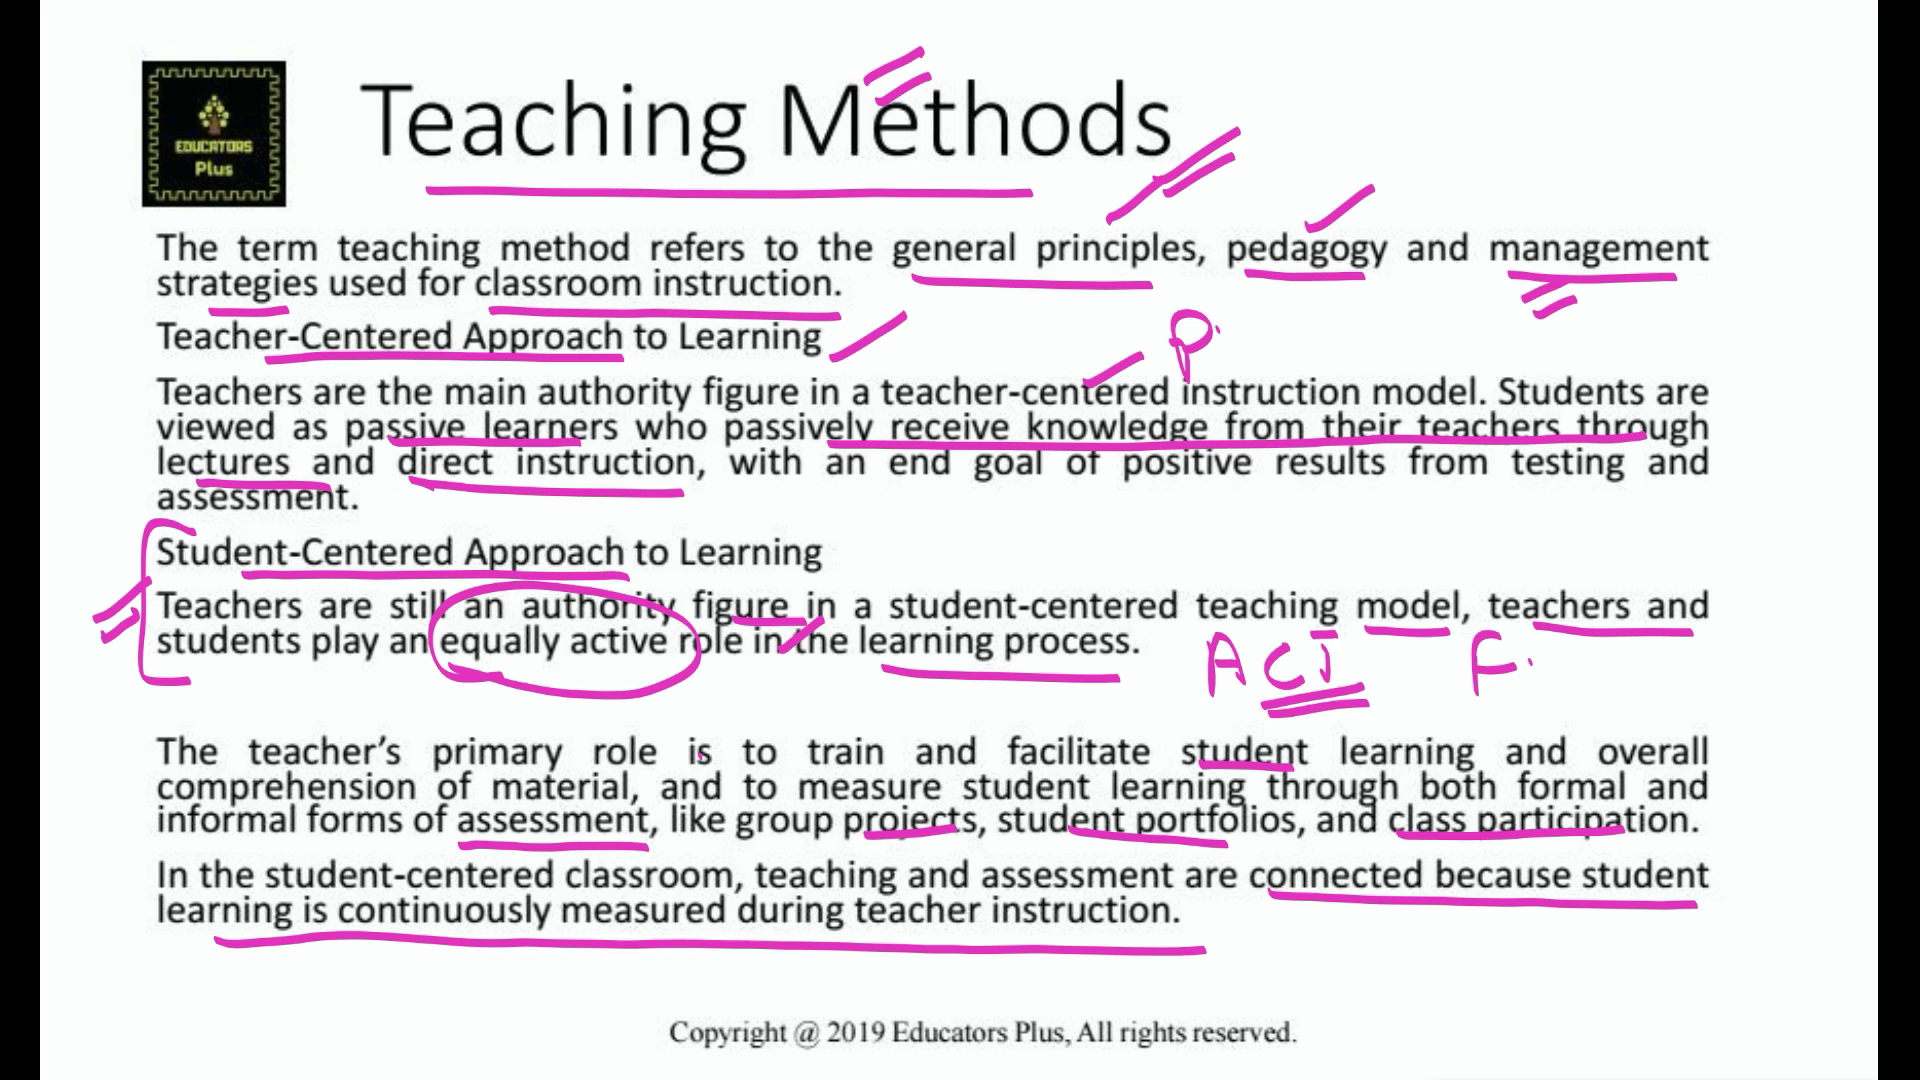 EDUCATORS
Plus
Teaching Methods
The term teaching method refers to the general principles, pedagogy and management
strategies used for classroom instruction.
Teacher-Centered Approach to Learning
P
Teachers are the main authority figure in a teacher-centered instruction model. Students are
viewed as passive learners who passively receive knowledge from their teachers through
lectures and direct instruction, with an end goal of positive results from testing and
assessment.
Student-Centered Approach to Learning
Teachers are still an authority figure in a student-centered teaching model, teachers and
students play an equally active role in the learning process.
ACT F.
The teacher’s primary role is to train and facilitate student learning and overall
comprehension of material, and to measure student learning through both formal and
informal forms of assessment, like group projects, student portfolios, and class participation.
In the student-centered classroom, teaching and assessment are connected because student
learning is continuously measured during teacher instruction.
Copyright @ 2019 Educators Plus, All rights reserved.